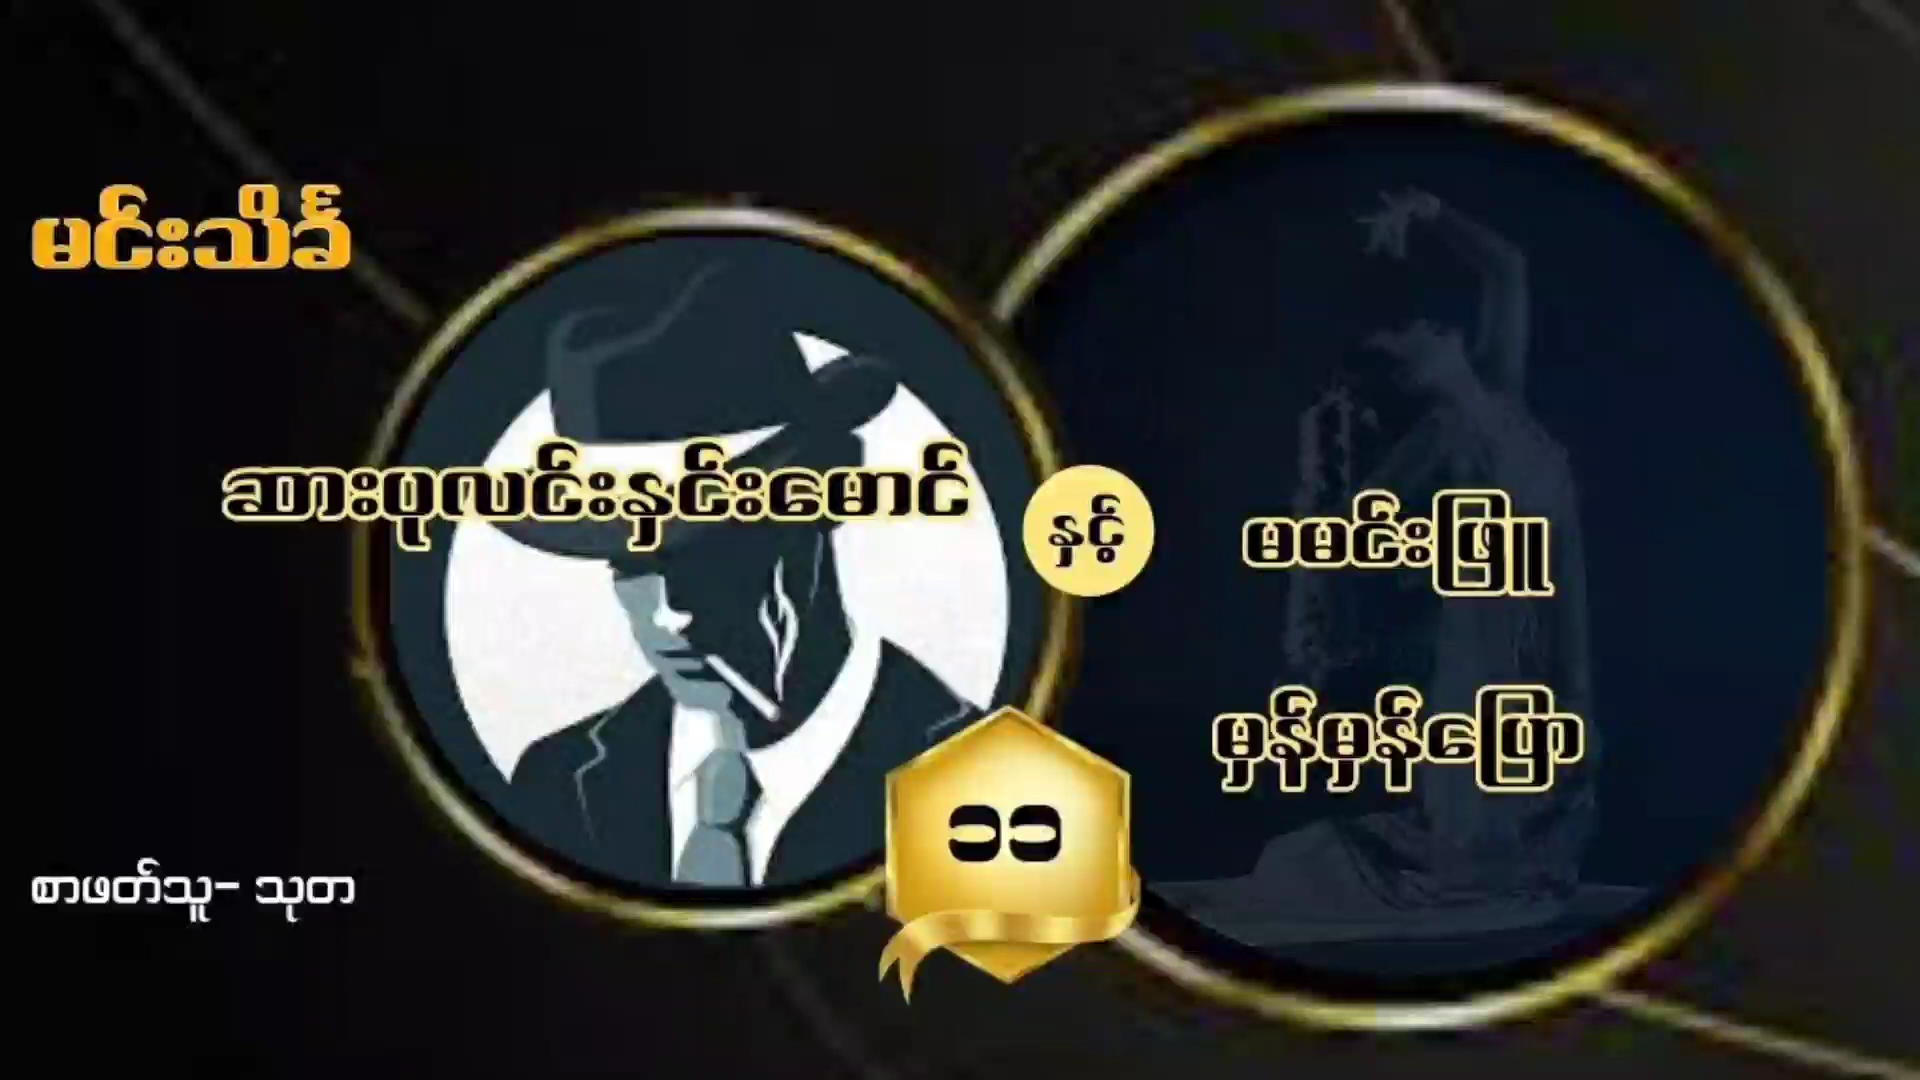 မင်းသိင်္ခ
ဆားပုလင်းနှင်းမောင်
နှင့်
မမင်းဖြူ
မှန်မှန်ပြော
၁၁
စာဖတ်သူ- သုတ